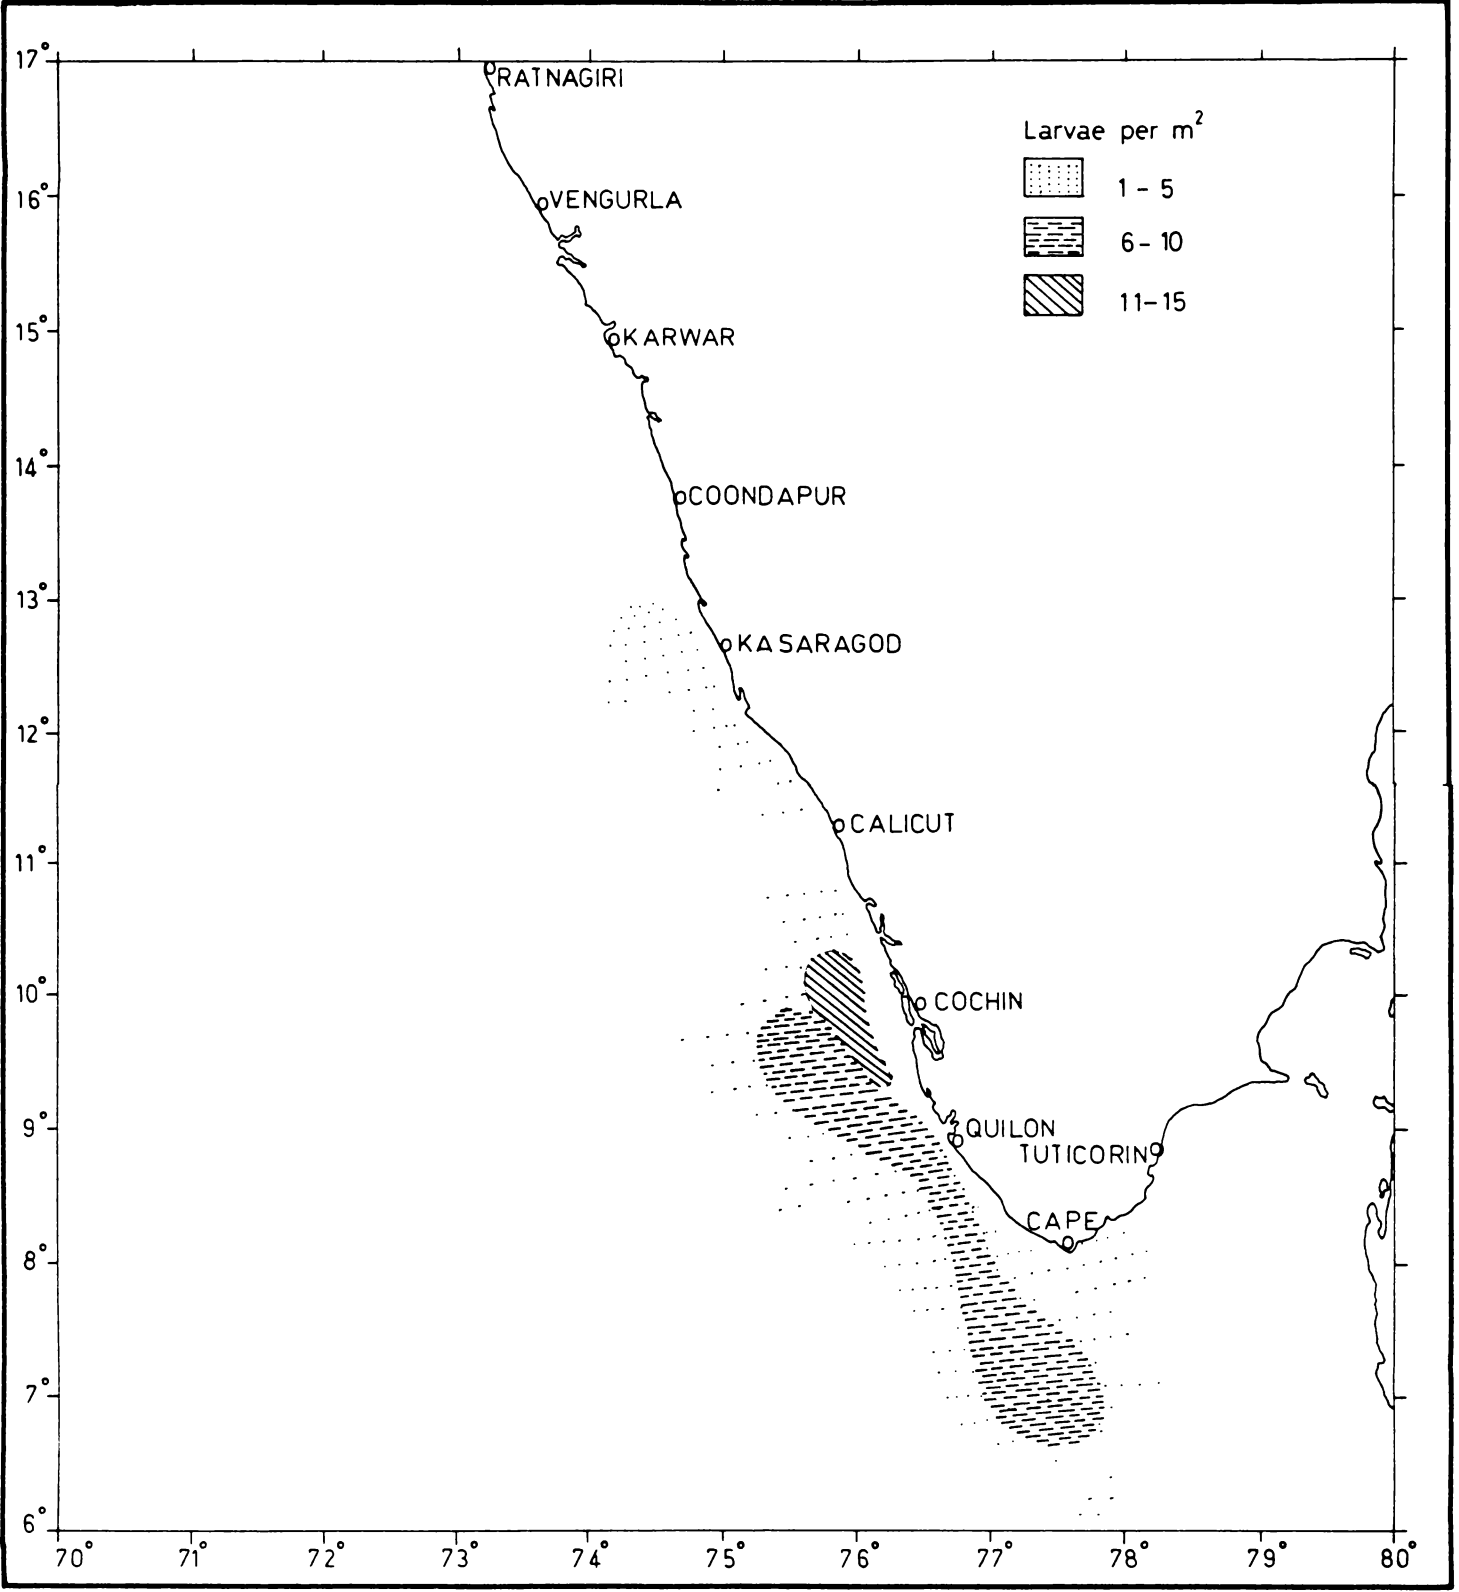 17°
RATNAGIRI
Larvae per m²
1 - 5
16°
VENGURLA
6 - 10
11-15
15°
KARWAR
14°
COONDAPUR
13°
KASARAGOD
12°
CALICUT
11°
10°
COCHIN
9°
QUILON
TUTICORIN
CAPE
8°
7°
6°
70° 71° 72° 73° 74° 75° 76° 77° 78° 79° 80°